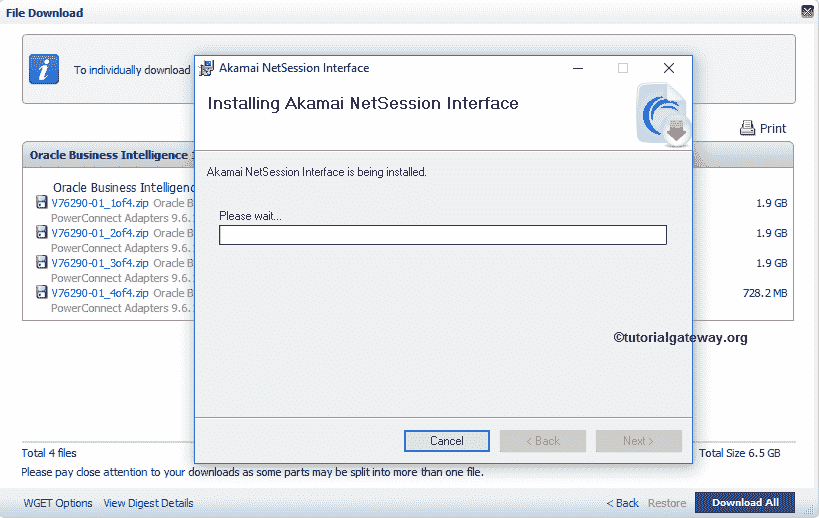 File Download
Akamai NetSession Interface
To individually download
Installing Akamai NetSession Interface
Print
Oracle Business Intelligence
Akamai NetSession Interface is being installed.
Oracle Business Intelligenc
V76290-01_1of4.zip Oracle B 1.9 GB
PowerConnect Adapters 9.6.
Please wait...
V76290-01_2of4.zip Oracle B 1.9 GB
PowerConnect Adapters 9.6.
V76290-01_3of4.zip Oracle B 1.9 GB
PowerConnect Adapters 9.6.
V76290-01_4of4.zip Oracle B 728.2 MB
PowerConnect Adapters 9.6.
©tutorialgateway.org
Cancel < Back Next >
Total 4 files Total Size 6.5 GB
Please pay close attention to your downloads as some parts may be split into more than one file.
WGET Options View Digest Details < Back Restore Download All